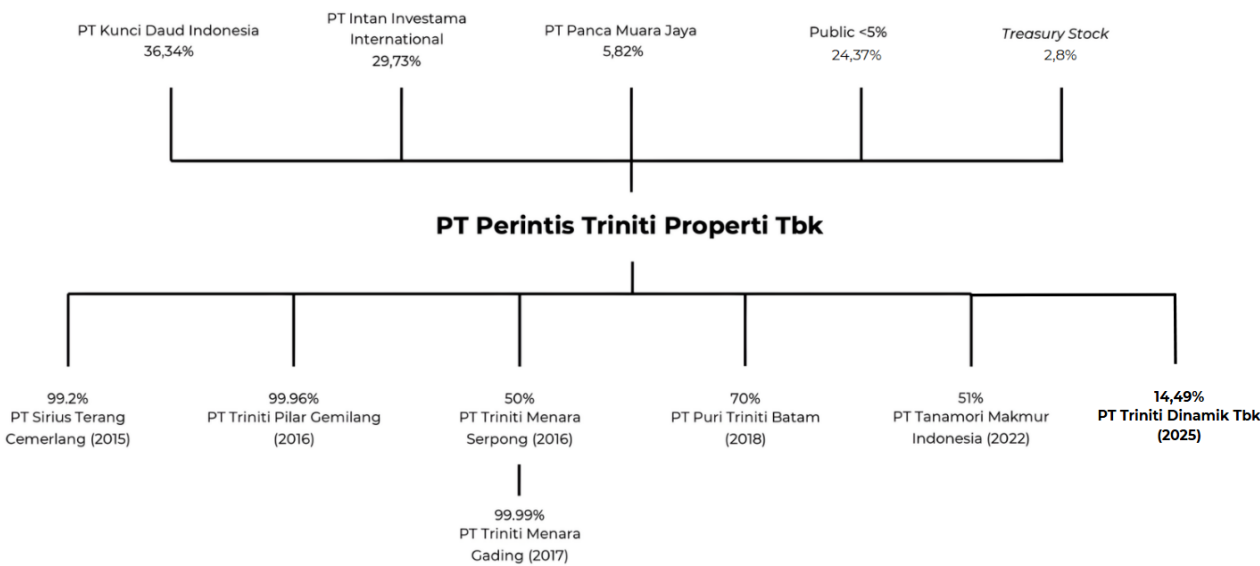 PT Kunci Daud Indonesia
36,34%
PT Intan Investama
International
29,73%
PT Panca Muara Jaya
5,82%
Public <5%
24,37%
Treasury Stock
2,8%
PT Perintis Triniti Properti Tbk
99.2%
PT Sirius Terang
Cemerlang (2015)
99.96%
PT Triniti Pilar Gemilang
(2016)
50%
PT Triniti Menara
Serpong (2016)
70%
PT Puri Triniti Batam
(2018)
51%
PT Tanamori Makmur
Indonesia (2022)
14,49%
PT Triniti Dinamik Tbk
(2025)
99.99%
PT Triniti Menara
Gading (2017)